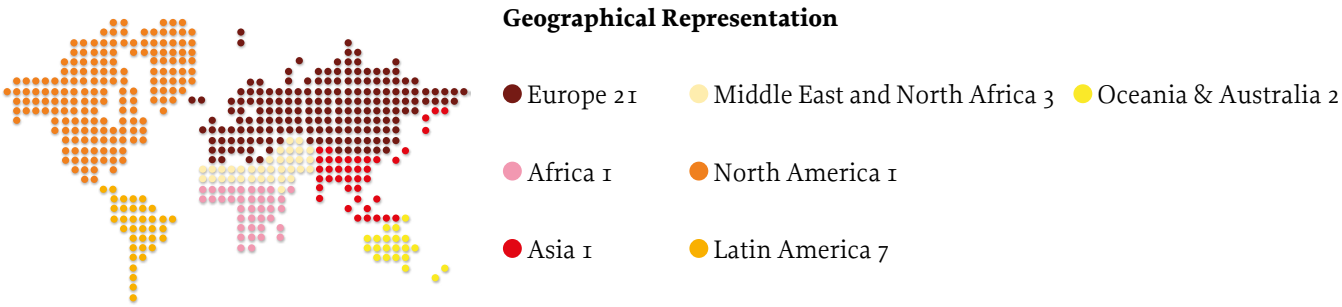 Geographical Representation
Europe 21
Middle East and North Africa 3
Oceania & Australia 2
Africa 1
North America 1
Asia 1
Latin America 7